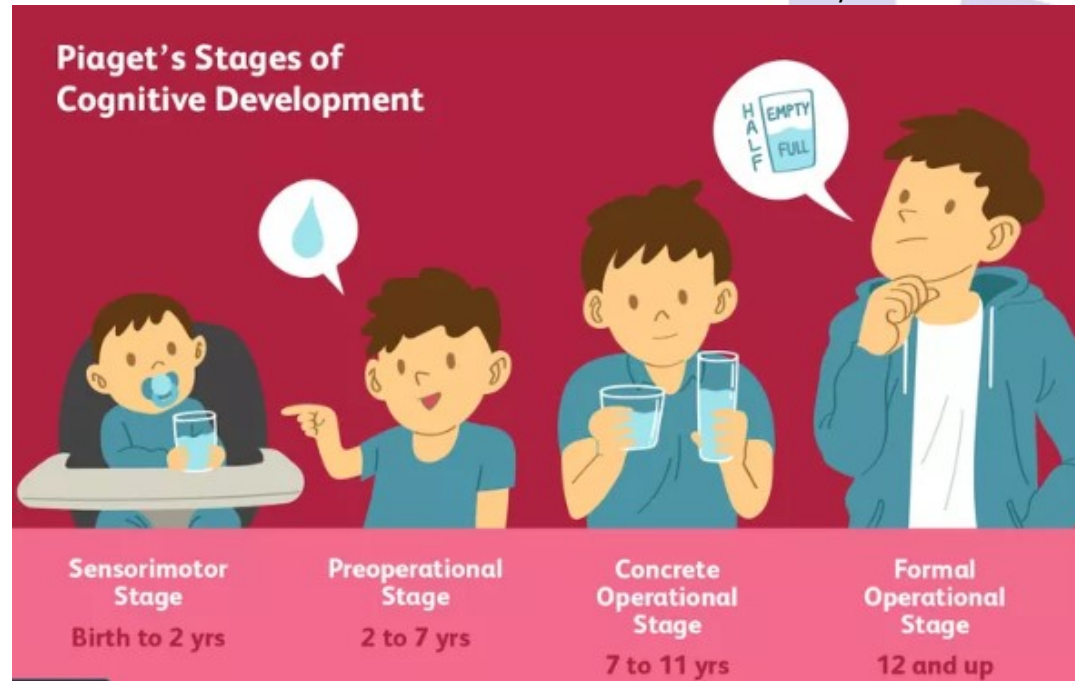 Piaget's Stages of
Cognitive Development
HALF
EMPTY
FULL
Sensorimotor
Stage
Birth to 2 yrs
Preoperational
Stage
2 to 7 yrs
Concrete
Operational
Stage
7 to 11 yrs
Formal
Operational
Stage
12 and up